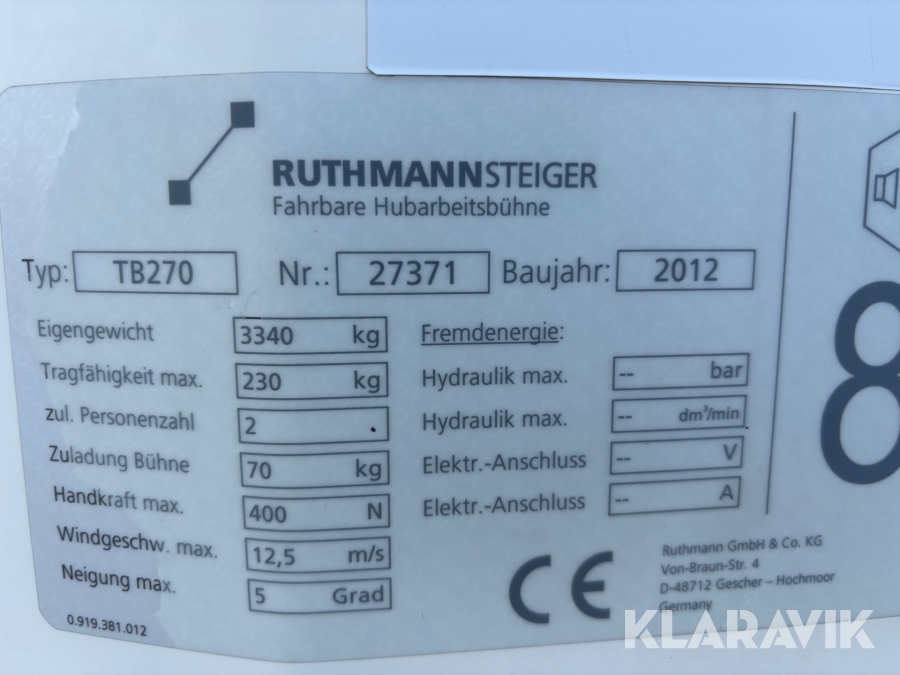 RUTHMANNSTEIGER
Fahrbare Hubarbeitsbühne
Typ: TB270 Nr.: 27371 Baujahr: 2012
Eigengewicht 3340 kg
Tragfähigkeit max. 230 kg
zul. Personenzahl 2
Zuladung Bühne 70 kg
Handkraft max. 400 N
Windgeschw. max. 12,5 m/s
Neigung max. 5 Grad
0.919.381.012
Fremdenergie:
Hydraulik max. -- bar
Hydraulik max. -- dm³/min
Elektr.-Anschluss -- V
Elektr.-Anschluss -- A
CE
Ruthmann GmbH & Co. KG
Von-Braun-Str. 4
D-48712 Gescher – Hochmoor
Germany
8
KLARAVIK